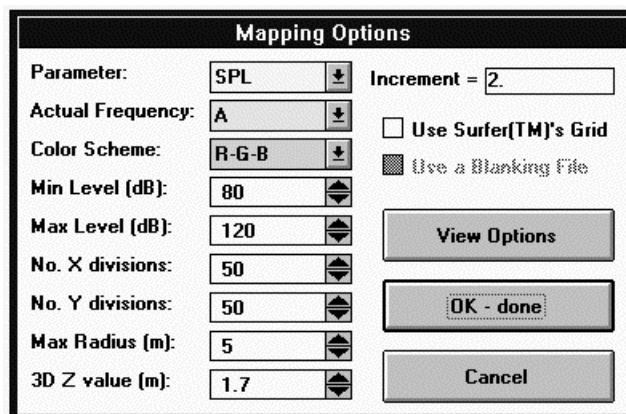 Mapping Options
Parameter: SPL
Increment = 2.
Actual Frequency: A
Use Surfer(TM)'s Grid
Color Scheme: R-G-B
Use a Blanking File
Min Level (dB): 80
Max Level (dB): 120
View Options
No. X divisions: 50
No. Y divisions: 50
OK - done
Max Radius (m): 5
3D Z value (m): 1.7
Cancel